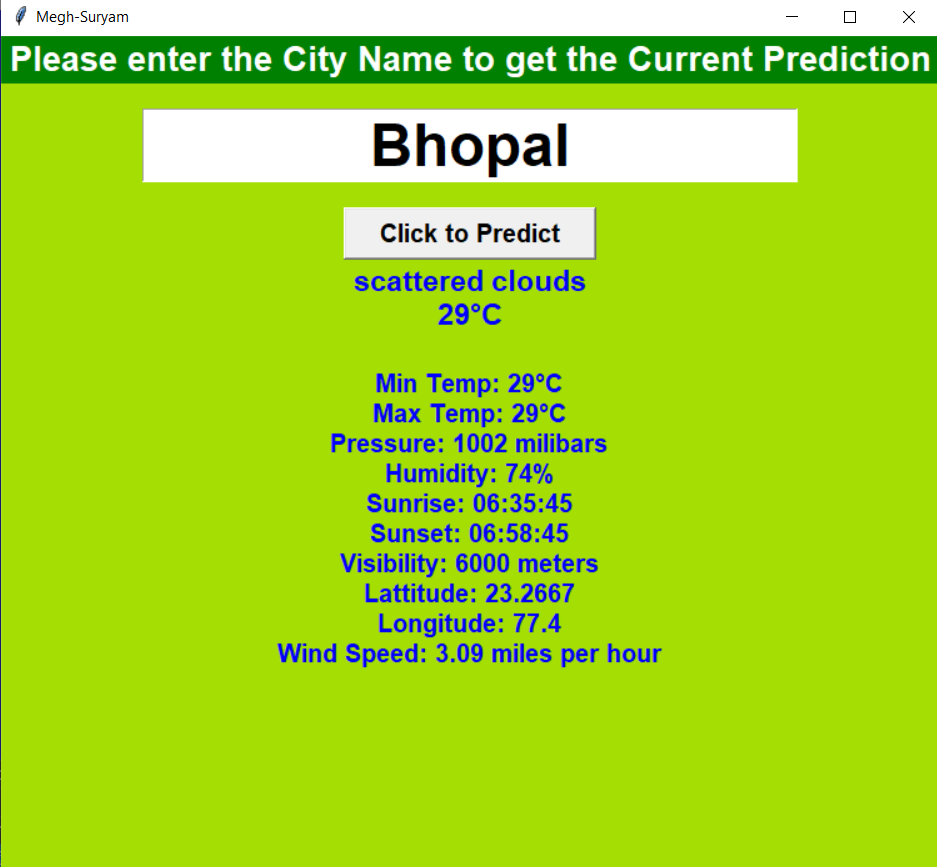 Megh-Suryam
Please enter the City Name to get the Current Prediction
Bhopal
Click to Predict
scattered clouds
29°C
Min Temp: 29°C
Max Temp: 29°C
Pressure: 1002 milibars
Humidity: 74%
Sunrise: 06:35:45
Sunset: 06:58:45
Visibility: 6000 meters
Lattitude: 23.2667
Longitude: 77.4
Wind Speed: 3.09 miles per hour